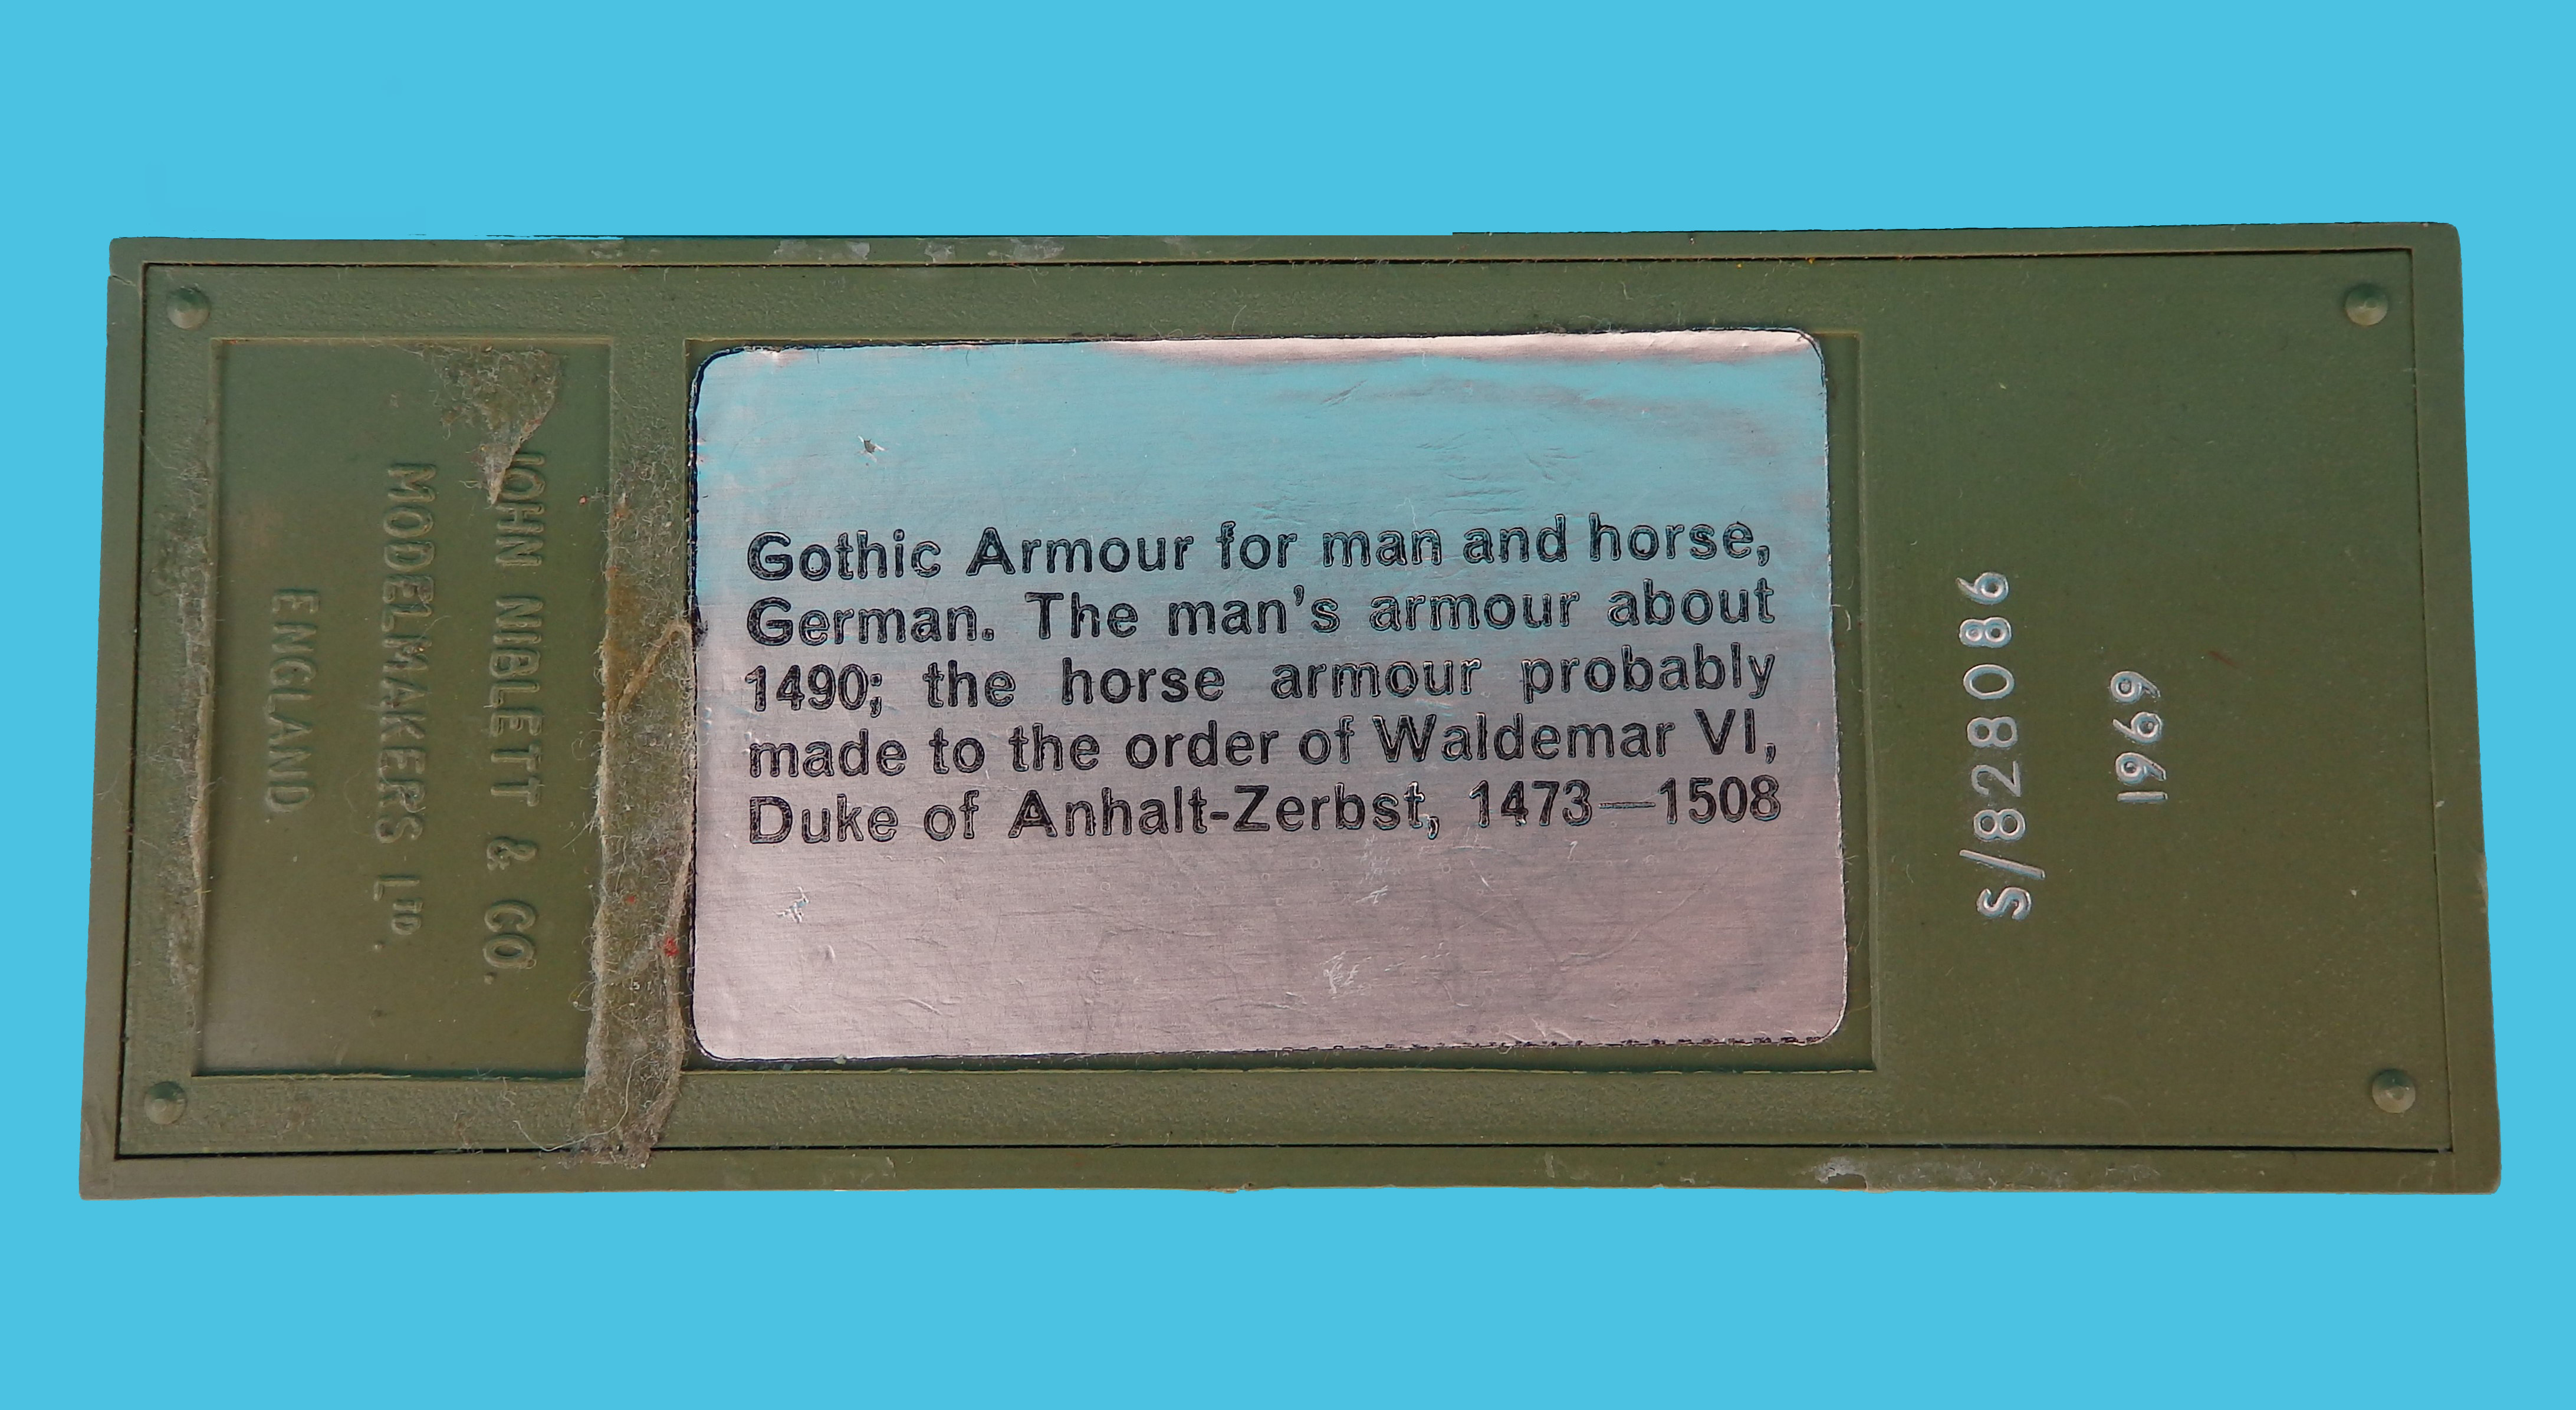 JOHN NIBLETT & CO.
MODELMAKERS LTD.
ENGLAND.
Gothic Armour for man and horse,
German. The man's armour about
1490; the horse armour probably
made to the order of Waldemar VI,
Duke of Anhalt-Zerbst, 1473—1508
S/828086
1969